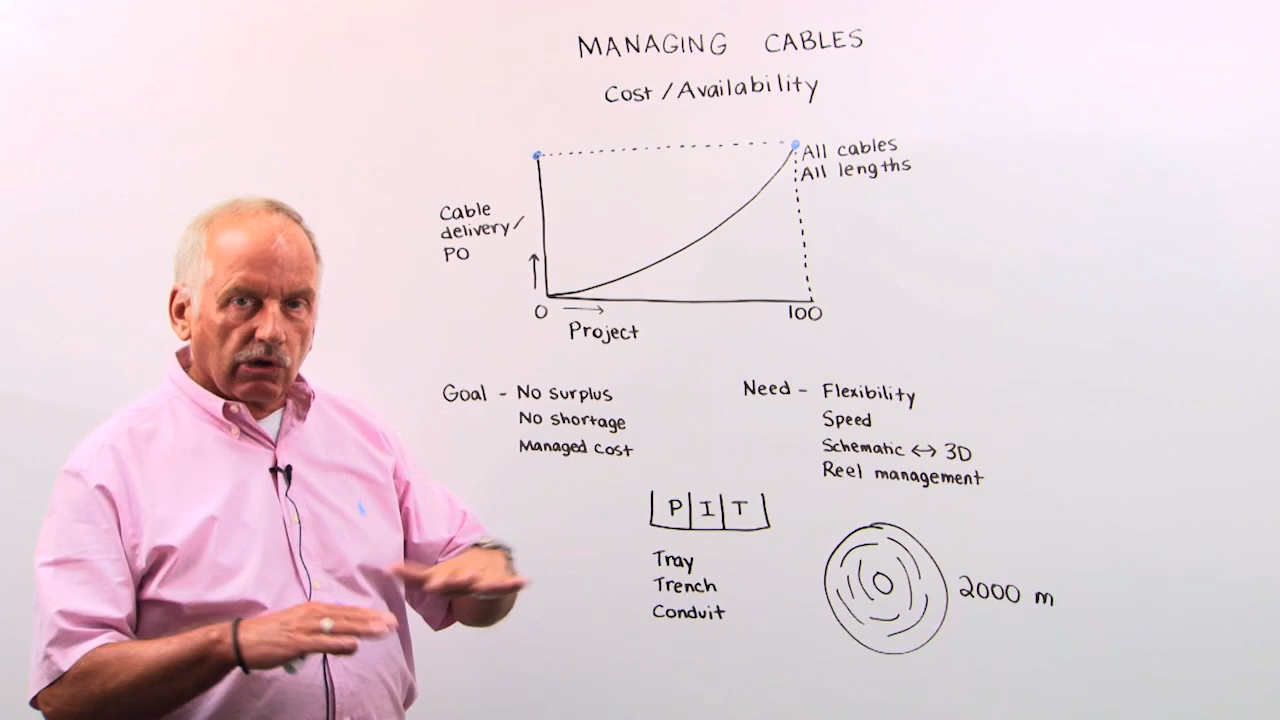 MANAGING CABLES
Cost / Availability
All cables
All lengths
Cable
delivery/
PO
0
100
Project
Goal - No surplus
No shortage
Managed cost
Need - Flexibility
Speed
Schematic ↔ 3D
Reel management
P I T
Tray
Trench
Conduit
2000 m